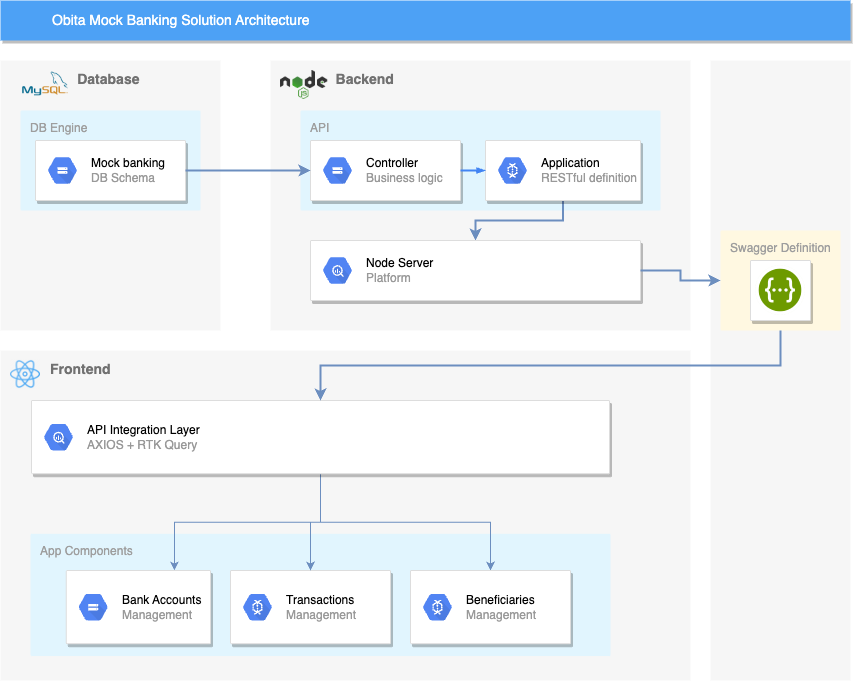 Obita Mock Banking Solution Architecture
MySQL
Database
node
JS
Backend
DB Engine
Mock banking
DB Schema
API
Controller
Business logic
Application
RESTful definition
Node Server
Platform
Swagger Definition
{···}
Frontend
API Integration Layer
AXIOS + RTK Query
App Components
Bank Accounts
Management
Transactions
Management
Beneficiaries
Management